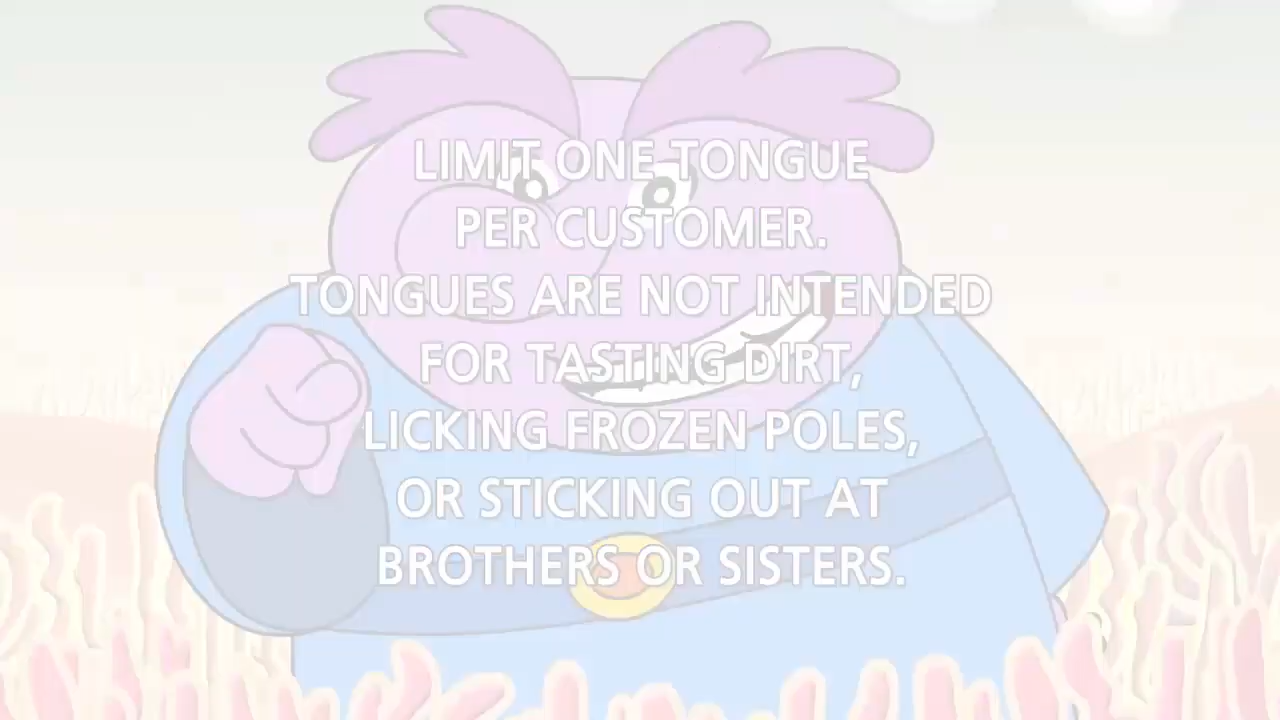 LIMIT ONE TONGUE
PER CUSTOMER.
TONGUES ARE NOT INTENDED
FOR TASTING DIRT,
LICKING FROZEN POLES,
OR STICKING OUT AT
BROTHERS OR SISTERS.